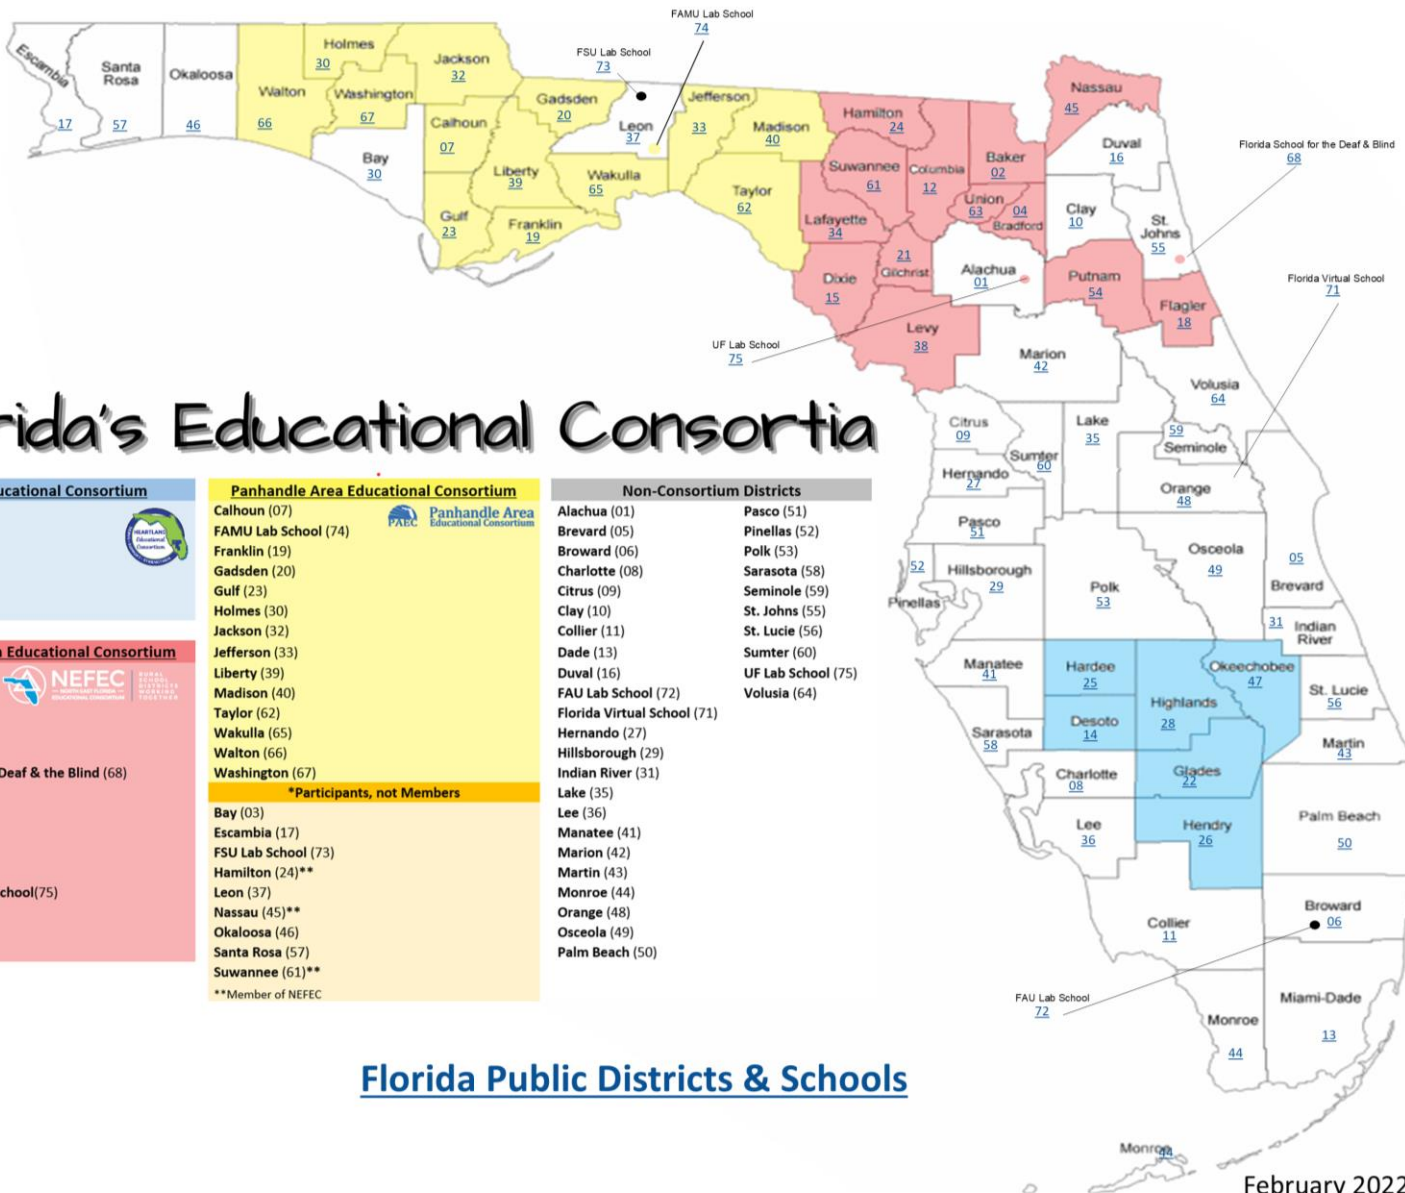 FAMU Lab School
74
FSU Lab School
73
Escambia
17
Santa
Rosa
57
Okaloosa
46
Walton
66
Holmes
30
Washington
67
Jackson
32
Bay
30
Calhoun
07
Gulf
23
Gadsden
20
Liberty
39
Franklin
19
Leon
37
Wakulla
65
Jefferson
33
Madison
40
Taylor
62
Hamilton
24
Suwannee
61
Lafayette
34
Columbia
12
Baker
02
Union
63
04
Bradford
Dixie
15
21
Gilchrist
Levy
38
Nassau
45
Duval
16
Clay
10
St.
Johns
55
Florida School for the Deaf & Blind
68
Alachua
01
Putnam
54
Flagler
18
Florida Virtual School
71
UF Lab School
75
Marion
42
Volusia
64
Citrus
09
Sumter
60
Lake
35
59
Seminole
Hernando
27
Orange
48
Pasco
51
52
Pinellas
Hillsborough
29
Polk
53
Osceola
49
05
Brevard
31
Indian
River
Manatee
41
Hardee
25
Okeechobee
47
Highlands
28
St. Lucie
56
Desoto
14
Sarasota
58
Martin
43
Charlotte
08
Glades
22
Lee
36
Hendry
26
Palm Beach
50
Collier
11
Broward
06
FAU Lab School
72
Monroe
44
Miami-Dade
13
Monroe
44
rida's Educational Consortia
ucational Consortium
HEARTLAND
Educational
Consortium
Educational Consortium
NEFEC
NORTH EAST FLORIDA
EDUCATIONAL CONSORTIUM
RURAL
SCHOOL
DISTRICTS
WORKING
TOGETHER
Deaf & the Blind (68)
chool(75)
Panhandle Area Educational Consortium
PAEC
Panhandle Area
Educational Consortium
Calhoun (07)
FAMU Lab School (74)
Franklin (19)
Gadsden (20)
Gulf (23)
Holmes (30)
Jackson (32)
Jefferson (33)
Liberty (39)
Madison (40)
Taylor (62)
Wakulla (65)
Walton (66)
Washington (67)
*Participants, not Members
Bay (03)
Escambia (17)
FSU Lab School (73)
Hamilton (24)**
Leon (37)
Nassau (45)**
Okaloosa (46)
Santa Rosa (57)
Suwannee (61)**
**Member of NEFEC
Non-Consortium Districts
Alachua (01)
Brevard (05)
Broward (06)
Charlotte (08)
Citrus (09)
Clay (10)
Collier (11)
Dade (13)
Duval (16)
FAU Lab School (72)
Florida Virtual School (71)
Hernando (27)
Hillsborough (29)
Indian River (31)
Lake (35)
Lee (36)
Manatee (41)
Marion (42)
Martin (43)
Monroe (44)
Orange (48)
Osceola (49)
Palm Beach (50)
Pasco (51)
Pinellas (52)
Polk (53)
Sarasota (58)
Seminole (59)
St. Johns (55)
St. Lucie (56)
Sumter (60)
UF Lab School (75)
Volusia (64)
Florida Public Districts & Schools
February 2022